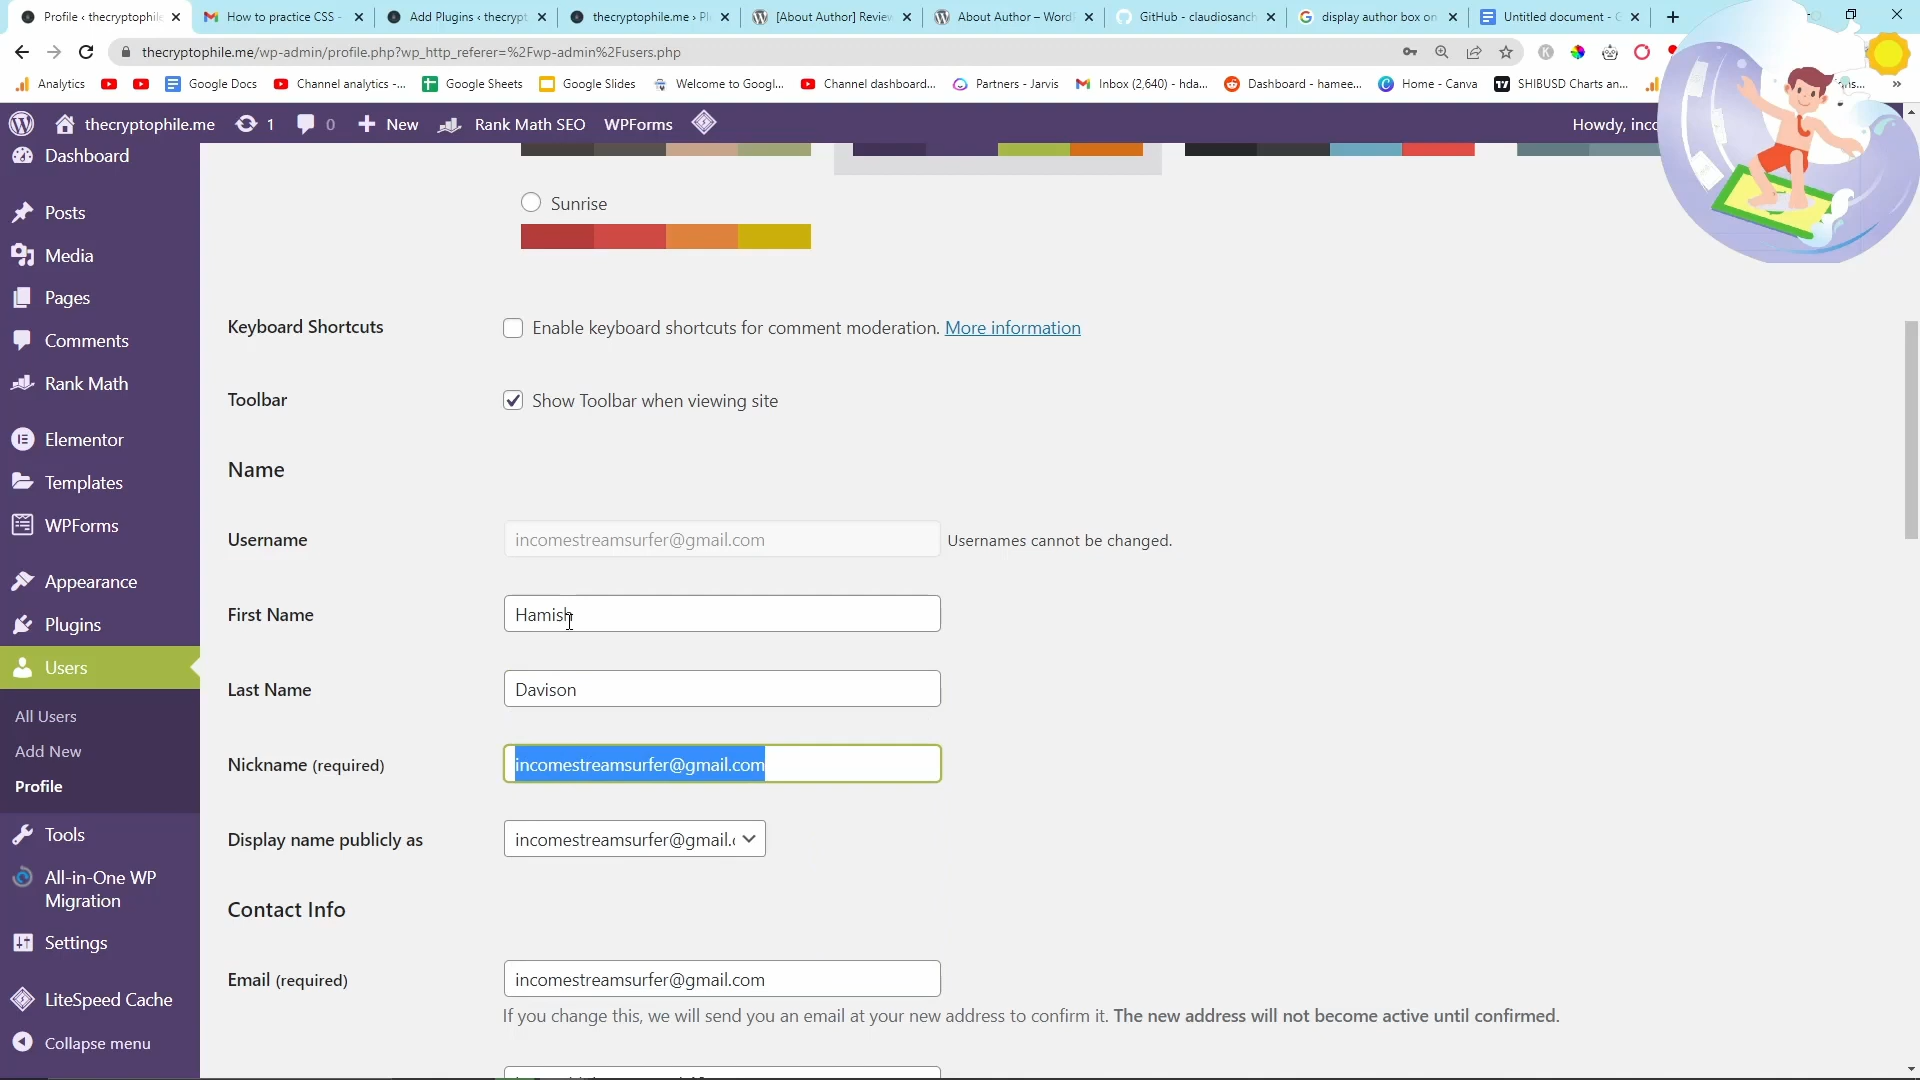 Profile ‹ thecryptophile
How to practice CSS -
Add Plugins ‹ thecrypt
thecryptophile.me › Pl
[About Author] Review
About Author – Word
GitHub - claudiosanch
display author box on
Untitled document - G
thecryptophile.me/wp-admin/profile.php?wp_http_referer=%2Fwp-admin%2Fusers.php
Analytics
Google Docs
Channel analytics -...
Google Sheets
Google Slides
Welcome to Googl...
Channel dashboard...
Partners - Jarvis
Inbox (2,640) - hda...
Dashboard - hamee...
Home - Canva
SHIBUSD Charts an...
thecryptophile.me
1
0
New
Rank Math SEO
WPForms
Howdy, inco
Dashboard
Posts
Media
Pages
Comments
Rank Math
Elementor
Templates
WPForms
Appearance
Plugins
Users
All Users
Add New
Profile
Tools
All-in-One WP
Migration
Settings
LiteSpeed Cache
Collapse menu
Sunrise
Keyboard Shortcuts
Enable keyboard shortcuts for comment moderation. More information
Toolbar
Show Toolbar when viewing site
Name
Username
incomestreamsurfer@gmail.com
Usernames cannot be changed.
First Name
Hamish
Last Name
Davison
Nickname (required)
incomestreamsurfer@gmail.com
Display name publicly as
incomestreamsurfer@gmail.c
Contact Info
Email (required)
incomestreamsurfer@gmail.com
If you change this, we will send you an email at your new address to confirm it. The new address will not become active until confirmed.